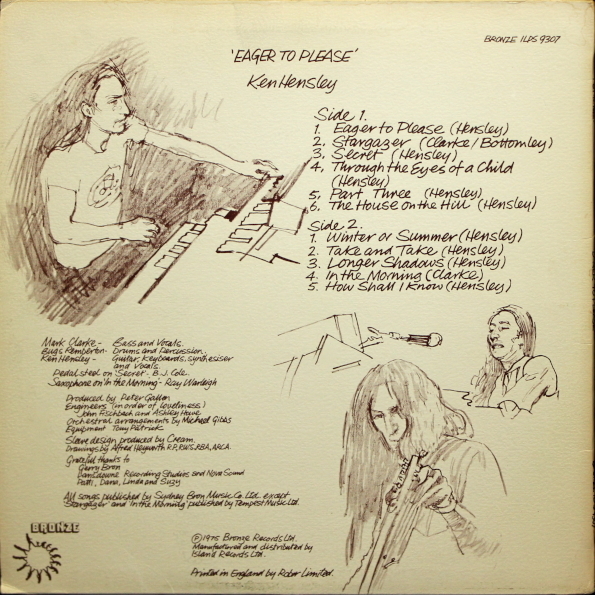 BRONZE ILPS 9307
'EAGER TO PLEASE'
Ken Hensley
Side 1.
1. Eager to Please (Hensley)
2. Stargazer (Clarke/Bottomley)
3. Secret (Hensley)
4. Through the Eyes of a Child
(Hensley)
5. Part Three (Hensley)
6. The House on the Hill (Hensley)
Side 2.
1. Winter or Summer (Hensley)
2. Take and Take (Hensley)
3. Longer Shadows (Hensley)
4. In the Morning (Clarke)
5. How Shall I Know (Hensley)
Mark Clarke - Bass and Vocals.
Bugs Pemberton - Drums and Percussion.
Ken Hensley - Guitar, Keyboards, synthesiser
and Vocals.
Pedal steel on 'Secret' - B.J. Cole.
Saxophone on 'In the Morning' - Ray Warleigh
Produced by Peter Gallen
Engineers (in order of loveliness)
John Fischbach and Ashley Howe
Orchestral arrangements by Michael Gibbs
Equipment Tony Patrick
Sleeve design produced by Cream.
Drawings by Alfred R.P., R.W.S., R.B.A., A.R.C.A.
Grateful thanks to
Gerry Bron
Lansdowne Recording Studios and Nova Sound
Patti, Dana, Linda and Suzy
All songs published by Sydney Bron Music Co. Ltd. except
'Stargazer' and 'In the Morning' published by Tempest Music Ltd.
BRONZE
℗1975 Bronze Records Ltd.
Manufactured and distributed by
Island Records Ltd.
Printed in England by Robor Limited.